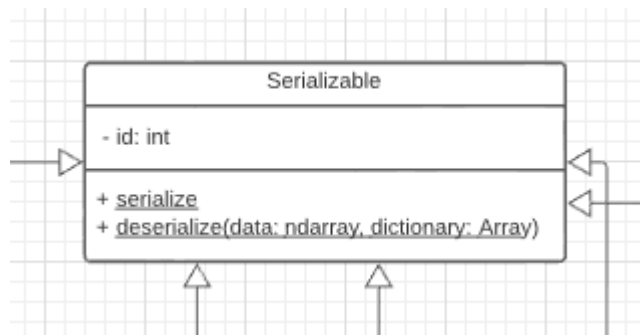 Serializable
- id: int
+ serialize
+ deserialize(data: ndarray, dictionary: Array)